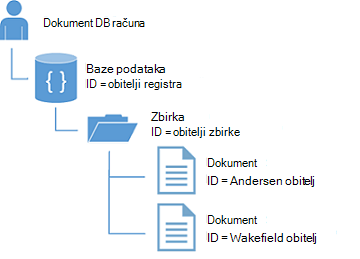 Dokument DB računa
{ }
Baze podataka
ID = obitelji registra
Zbirka
ID = obitelji zbirke
Dokument
ID = Andersen obitelj
Dokument
ID = Wakefield obitelj